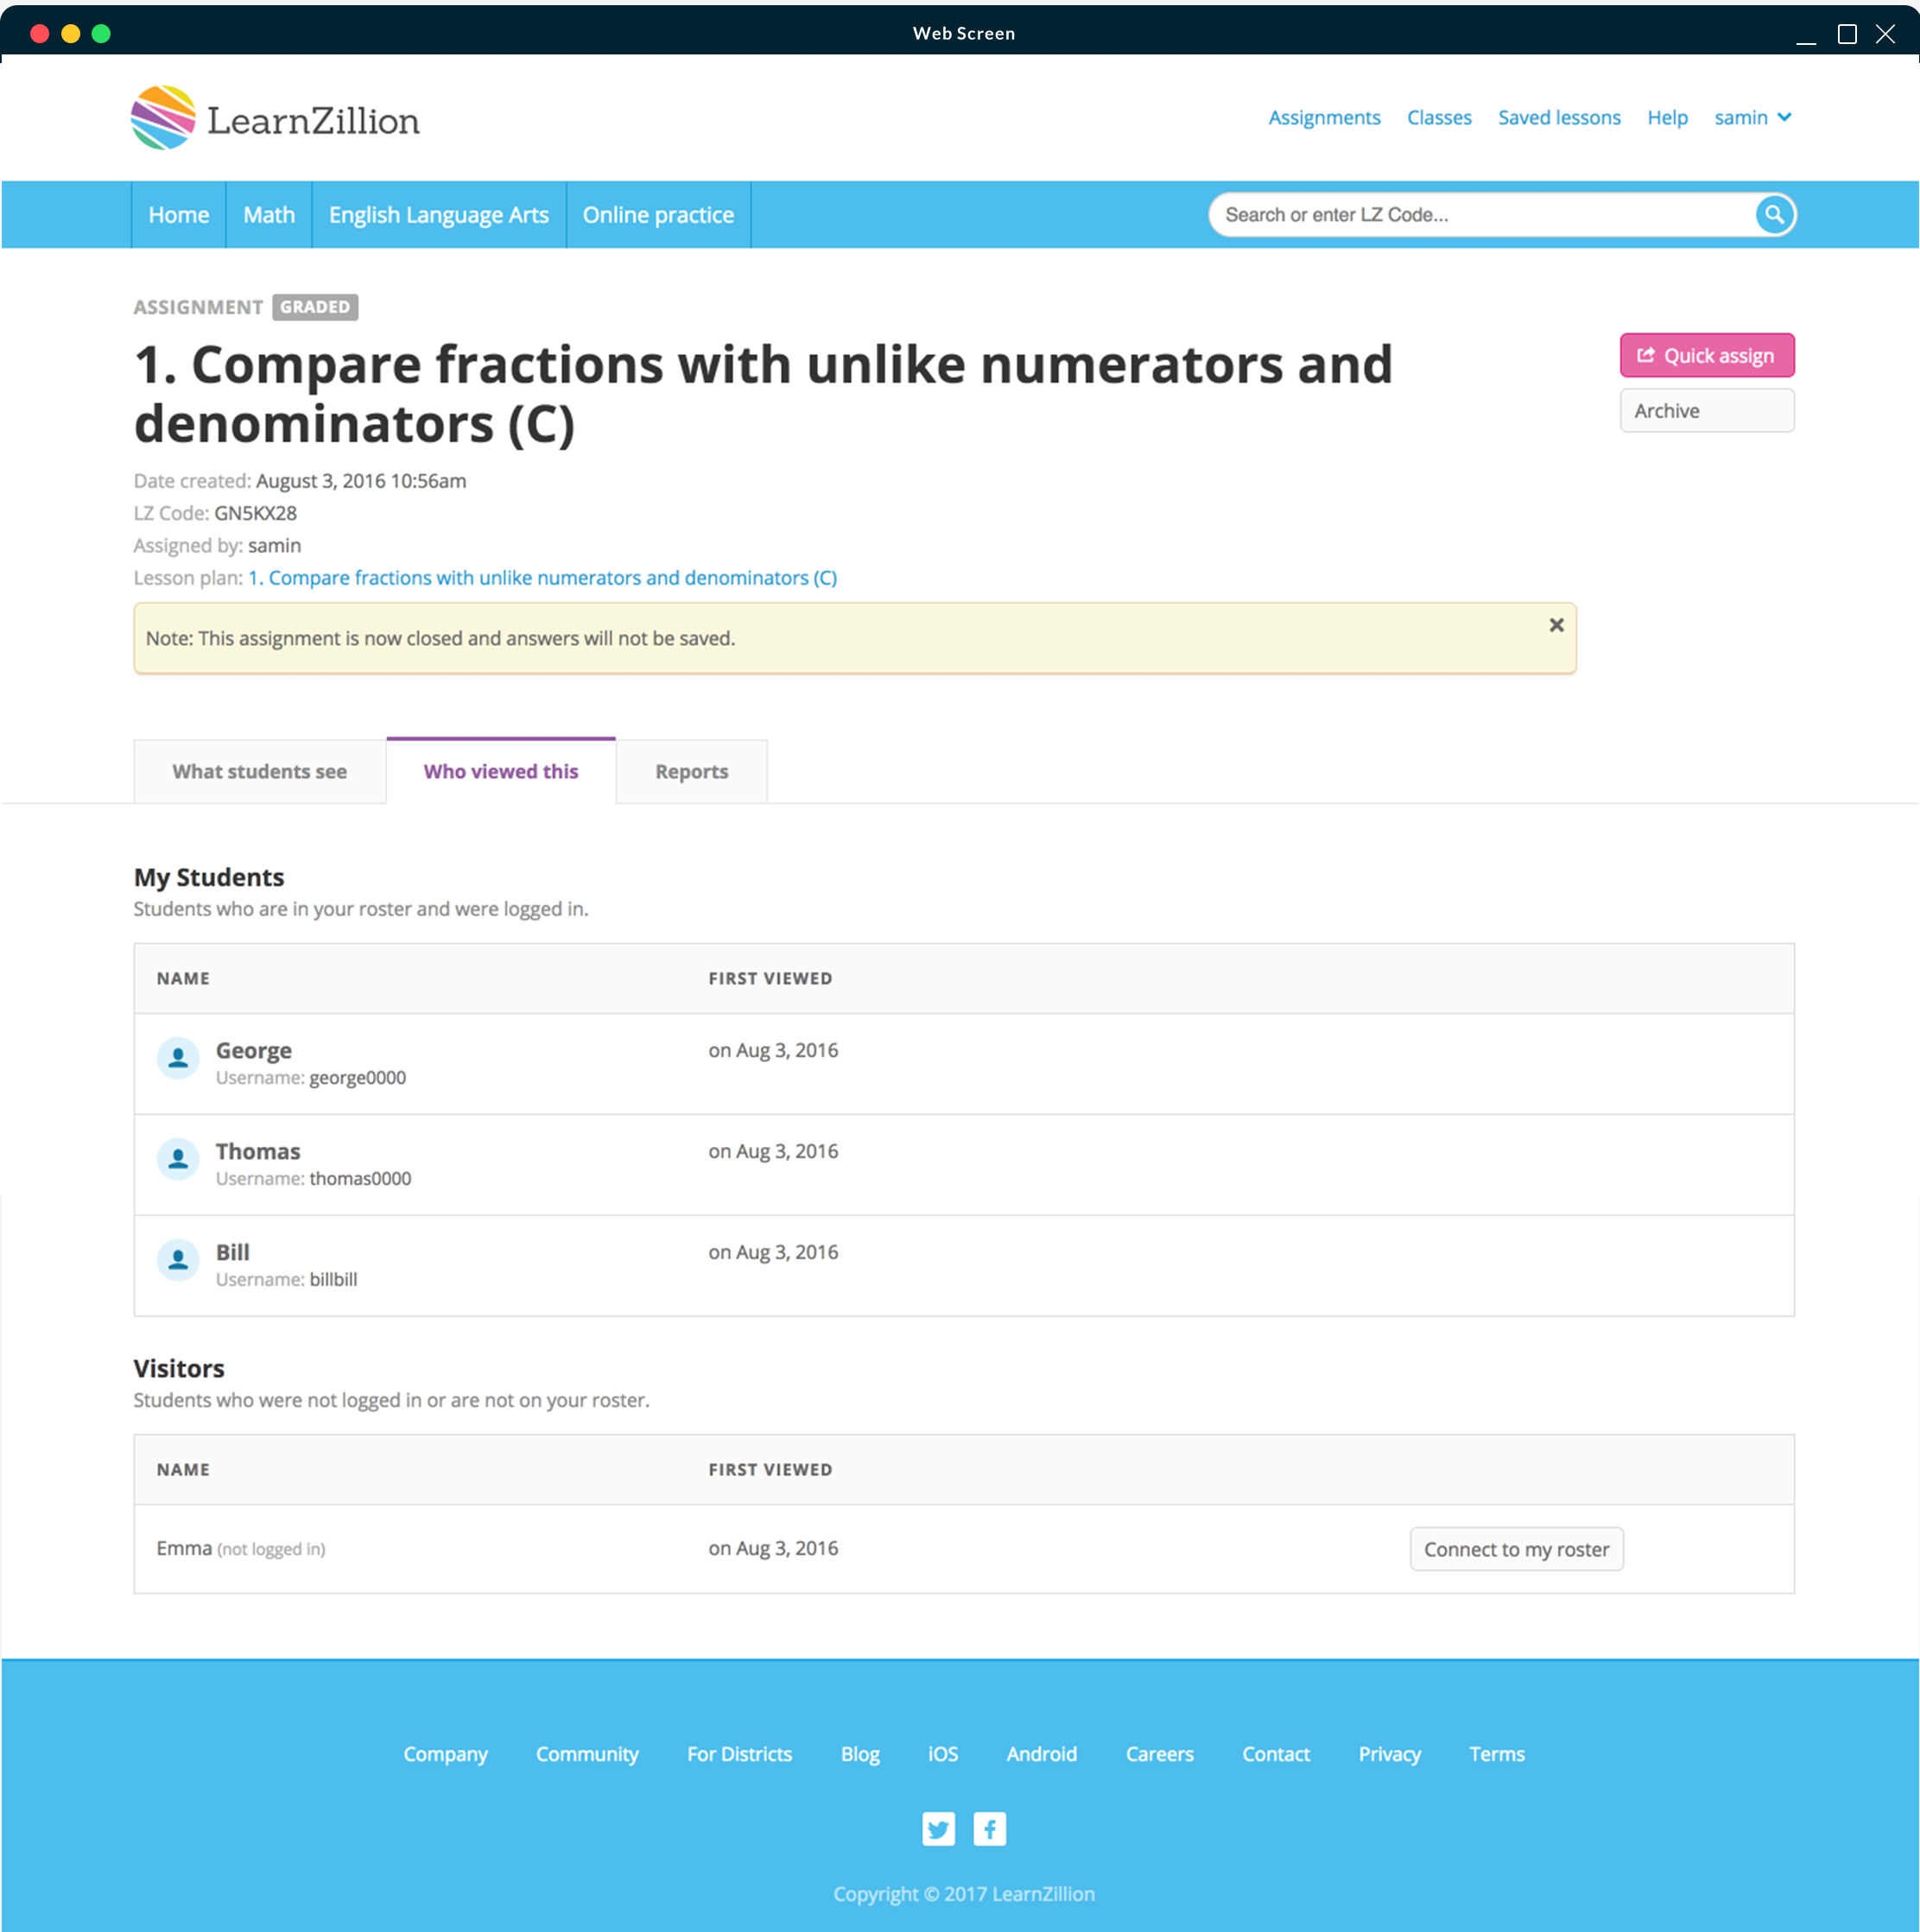 Web Screen
LearnZillion
Assignments Classes Saved lessons Help samin
Home Math English Language Arts Online practice Search or enter LZ Code...
ASSIGNMENT GRADED
1. Compare fractions with unlike numerators and
denominators (C)
Quick assign
Archive
Date created: August 3, 2016 10:56am
LZ Code: GN5KX28
Assigned by: samin
Lesson plan: 1. Compare fractions with unlike numerators and denominators (C)
Note: This assignment is now closed and answers will not be saved.
What students see Who viewed this Reports
My Students
Students who are in your roster and were logged in.
NAME FIRST VIEWED
George on Aug 3, 2016
Username: george0000
Thomas on Aug 3, 2016
Username: thomas0000
Bill on Aug 3, 2016
Username: billbill
Visitors
Students who were not logged in or are not on your roster.
NAME FIRST VIEWED
Emma (not logged in) on Aug 3, 2016 Connect to my roster
Company Community For Districts Blog iOS Android Careers Contact Privacy Terms
Copyright © 2017 LearnZillion